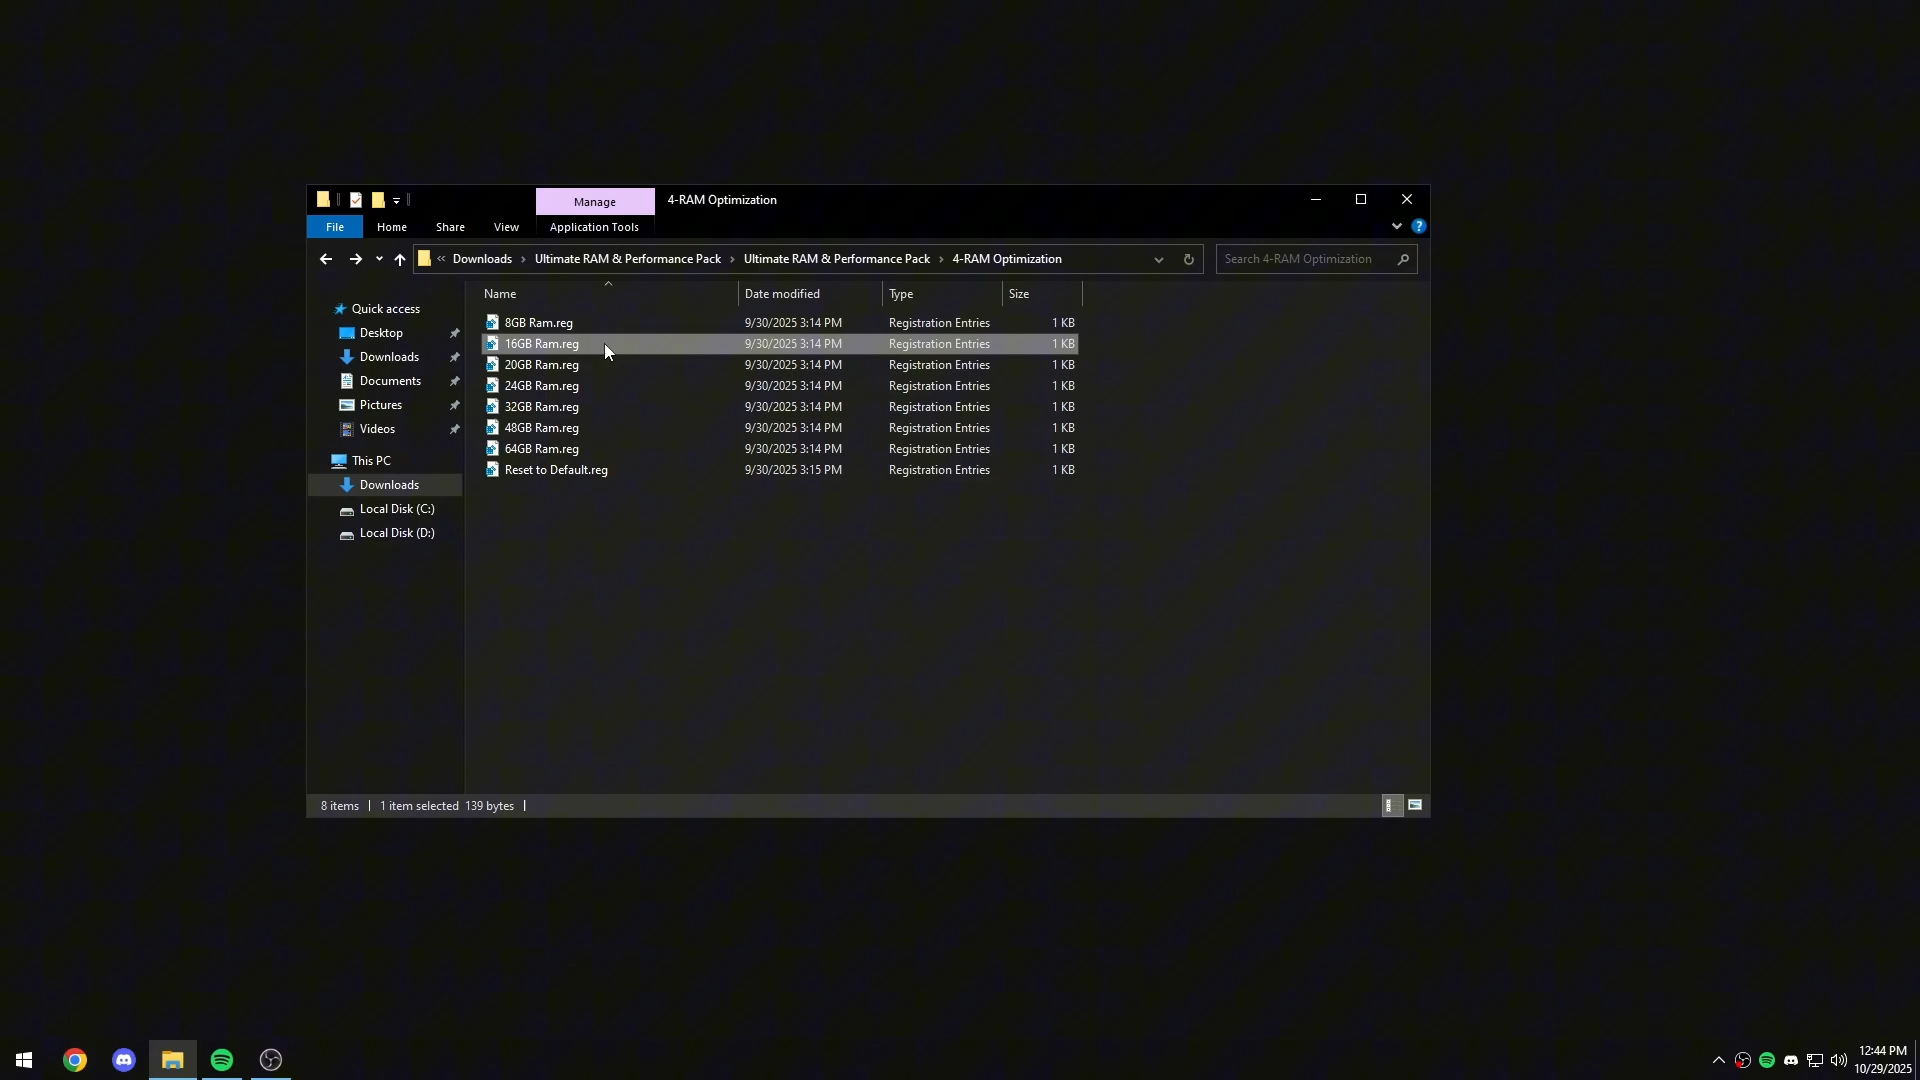 Manage
4-RAM Optimization
File
Home
Share
View
Application Tools
?
«
Downloads › Ultimate RAM & Performance Pack › Ultimate RAM & Performance Pack › 4-RAM Optimization
Search 4-RAM Optimization
Name
Date modified
Type
Size
Quick access
Desktop
Downloads
Documents
Pictures
Videos
This PC
Downloads
Local Disk (C:)
Local Disk (D:)
8GB Ram.reg 9/30/2025 3:14 PM Registration Entries 1 KB
16GB Ram.reg 9/30/2025 3:14 PM Registration Entries 1 KB
20GB Ram.reg 9/30/2025 3:14 PM Registration Entries 1 KB
24GB Ram.reg 9/30/2025 3:14 PM Registration Entries 1 KB
32GB Ram.reg 9/30/2025 3:14 PM Registration Entries 1 KB
48GB Ram.reg 9/30/2025 3:14 PM Registration Entries 1 KB
64GB Ram.reg 9/30/2025 3:14 PM Registration Entries 1 KB
Reset to Default.reg 9/30/2025 3:15 PM Registration Entries 1 KB
8 items | 1 item selected 139 bytes |
12:44 PM
10/29/2025